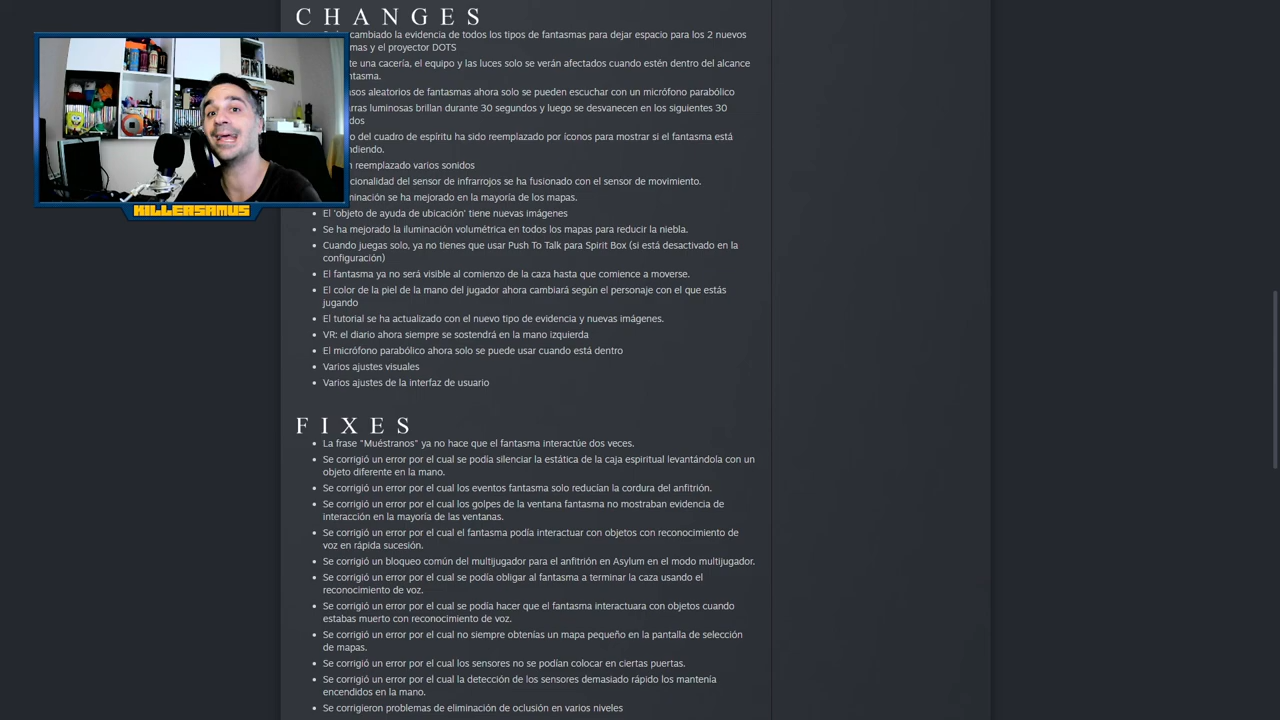 CHANGES
cambiado la evidencia de todos los tipos de fantasmas para dejar espacio para los 2 nuevos
mas y el proyector DOTS
te una cacería, el equipo y las luces solo se verán afectados cuando estén dentro del alcance
antasma.
asos aleatorios de fantasmas ahora solo se pueden escuchar con un micrófono parabólico
arras luminosas brillan durante 30 segundos y luego se desvanecen en los siguientes 30
dos
o del cuadro de espíritu ha sido reemplazado por íconos para mostrar si el fantasma está
ndiendo.
n reemplazado varios sonidos
cionalidad del sensor de infrarrojos se ha fusionado con el sensor de movimiento.
minación se ha mejorado en la mayoría de los mapas.
KILLERSAMUS
El 'objeto de ayuda de ubicación' tiene nuevas imágenes
Se ha mejorado la iluminación volumétrica en todos los mapas para reducir la niebla.
Cuando juegas solo, ya no tienes que usar Push To Talk para Spirit Box (si está desactivado en la
configuración)
El fantasma ya no será visible al comienzo de la caza hasta que comience a moverse.
El color de la piel de la mano del jugador ahora cambiará según el personaje con el que estás
jugando
El tutorial se ha actualizado con el nuevo tipo de evidencia y nuevas imágenes.
VR: el diario ahora siempre se sostendrá en la mano izquierda
El micrófono parabólico ahora solo se puede usar cuando está dentro
Varios ajustes visuales
Varios ajustes de la interfaz de usuario
FIXES
La frase "Muéstranos" ya no hace que el fantasma interactúe dos veces.
Se corrigió un error por el cual se podía silenciar la estática de la caja espiritual levantándola con un
objeto diferente en la mano.
Se corrigió un error por el cual los eventos fantasma solo reducían la cordura del anfitrión.
Se corrigió un error por el cual los golpes de la ventana fantasma no mostraban evidencia de
interacción en la mayoría de las ventanas.
Se corrigió un error por el cual el fantasma podía interactuar con objetos con reconocimiento de
voz en rápida sucesión.
Se corrigió un bloqueo común del multijugador para el anfitrión en Asylum en el modo multijugador.
Se corrigió un error por el cual se podía obligar al fantasma a terminar la caza usando el
reconocimiento de voz.
Se corrigió un error por el cual se podía hacer que el fantasma interactuara con objetos cuando
estabas muerto con reconocimiento de voz.
Se corrigió un error por el cual no siempre obtenías un mapa pequeño en la pantalla de selección
de mapas.
Se corrigió un error por el cual los sensores no se podían colocar en ciertas puertas.
Se corrigió un error por el cual la detección de los sensores demasiado rápido los mantenía
encendidos en la mano.
Se corrigieron problemas de eliminación de oclusión en varios niveles